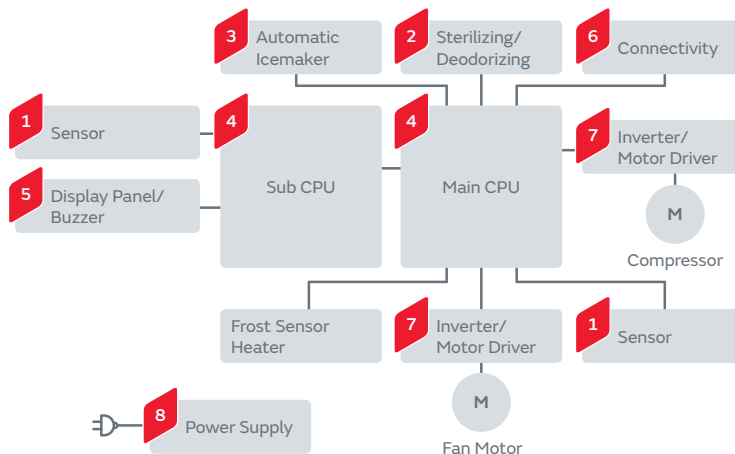 3
Automatic
Icemaker
2
Sterilizing/
Deodorizing
6
Connectivity
1
Sensor
4
Sub CPU
4
Main CPU
7
Inverter/
Motor Driver
M
Compressor
5
Display Panel/
Buzzer
Frost Sensor
Heater
7
Inverter/
Motor Driver
M
Fan Motor
1
Sensor
8
Power Supply